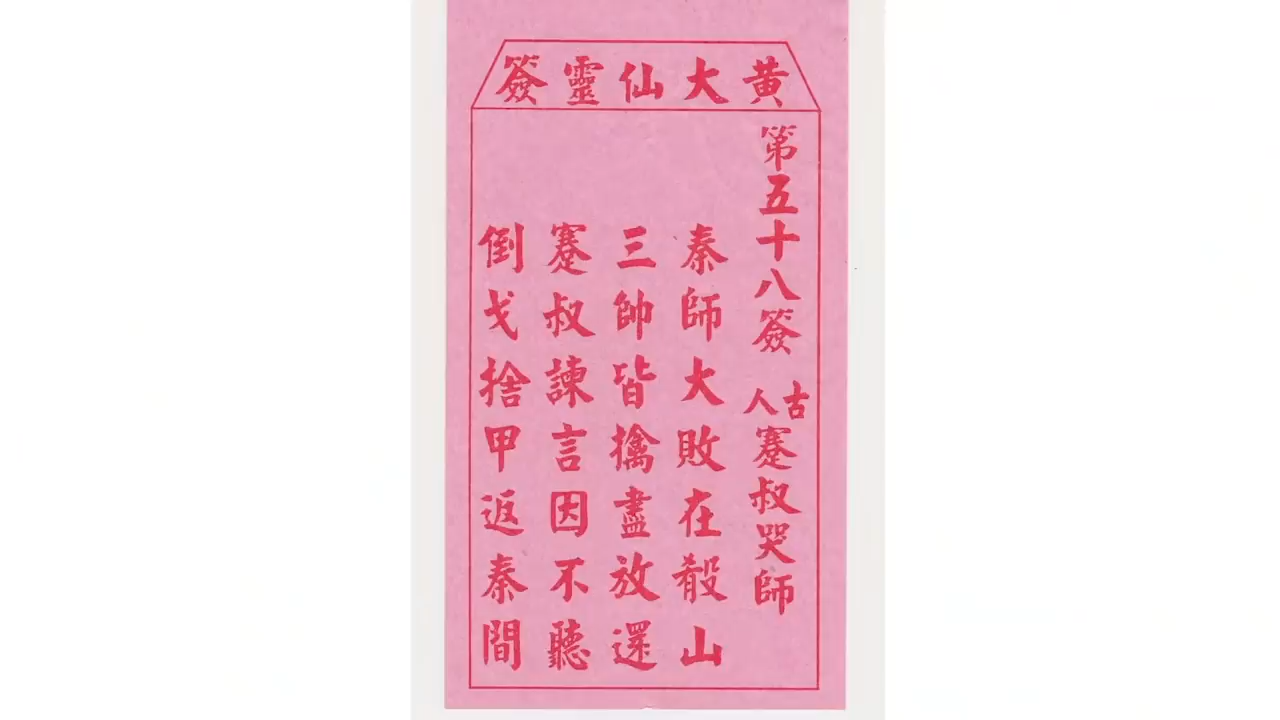 黄大仙靈簽
第五十八簽 古人 蹇叔哭師
秦師大敗在殽山
三帥皆擒盡放還
蹇叔諫言因不聽
倒戈捨甲返秦間